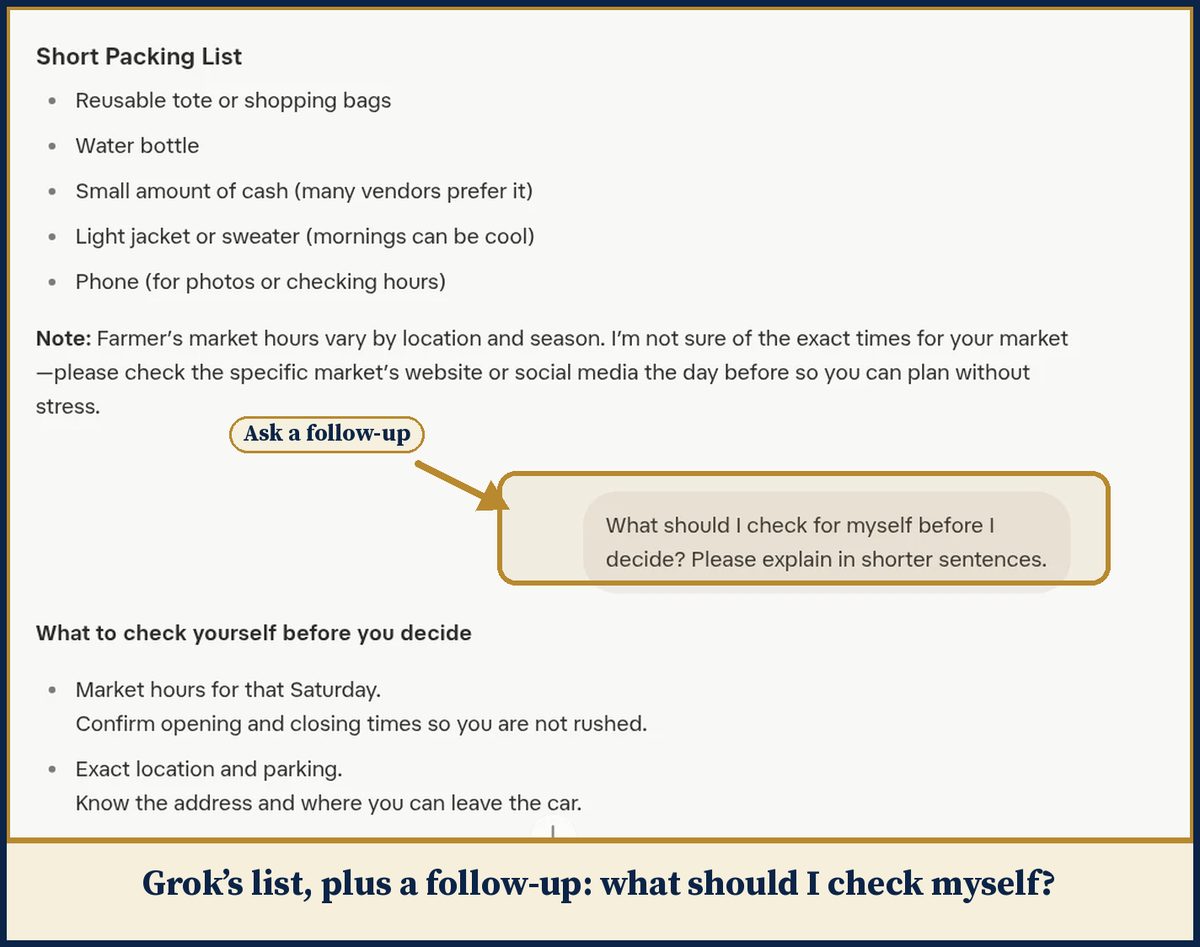 Short Packing List
• Reusable tote or shopping bags
• Water bottle
• Small amount of cash (many vendors prefer it)
• Light jacket or sweater (mornings can be cool)
• Phone (for photos or checking hours)
Note: Farmer’s market hours vary by location and season. I’m not sure of the exact times for your market
—please check the specific market’s website or social media the day before so you can plan without
stress.
Ask a follow-up
What should I check for myself before I
decide? Please explain in shorter sentences.
What to check yourself before you decide
• Market hours for that Saturday.
Confirm opening and closing times so you are not rushed.
• Exact location and parking.
Know the address and where you can leave the car.
Grok’s list, plus a follow-up: what should I check myself?